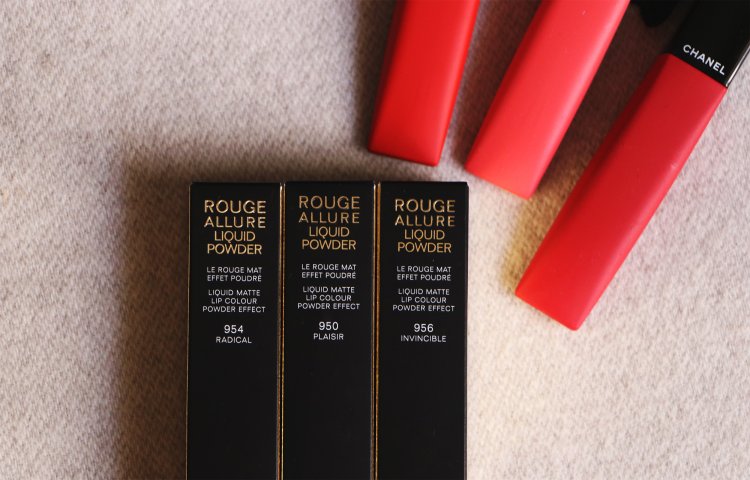 CHANEL
ROUGE
ALLURE
LIQUID
POWDER
LE ROUGE MAT
EFFET POUDRÉ
LIQUID MATTE
LIP COLOUR
POWDER EFFECT
954
RADICAL
ROUGE
ALLURE
LIQUID
POWDER
LE ROUGE MAT
EFFET POUDRÉ
LIQUID MATTE
LIP COLOUR
POWDER EFFECT
950
PLAISIR
ROUGE
ALLURE
LIQUID
POWDER
LE ROUGE MAT
EFFET POUDRÉ
LIQUID MATTE
LIP COLOUR
POWDER EFFECT
956
INVINCIBLE